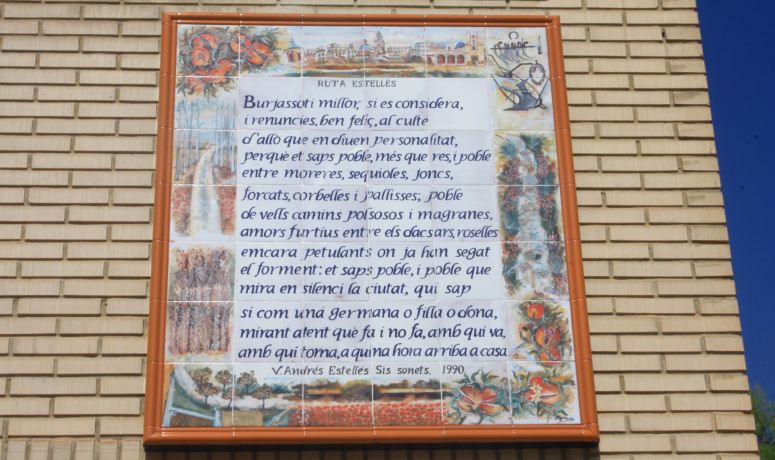 RUTA ESTELLÉS
Burjassot i millor, si es considera,
i renuncies, ben feliç, al culte
d'allò que en diuen personalitat,
perquè et saps poble, més que res, i poble
entre moreres, sequioles, joncs,
forcats, corbelles i pallisses; poble
de vells camins polsosos i magranes,
amors furtius entre els dacsars, roselles
emcara petulants on ja han segat
el forment: et saps poble, i poble que
mira en silenci la ciutat, qui sap
si com una germana o filla o dona,
mirant atent què fa i no fa, amb qui va,
amb qui torna, a quina hora arriba a casa.
V. Andrés Estellés Sis sonets. 1990.